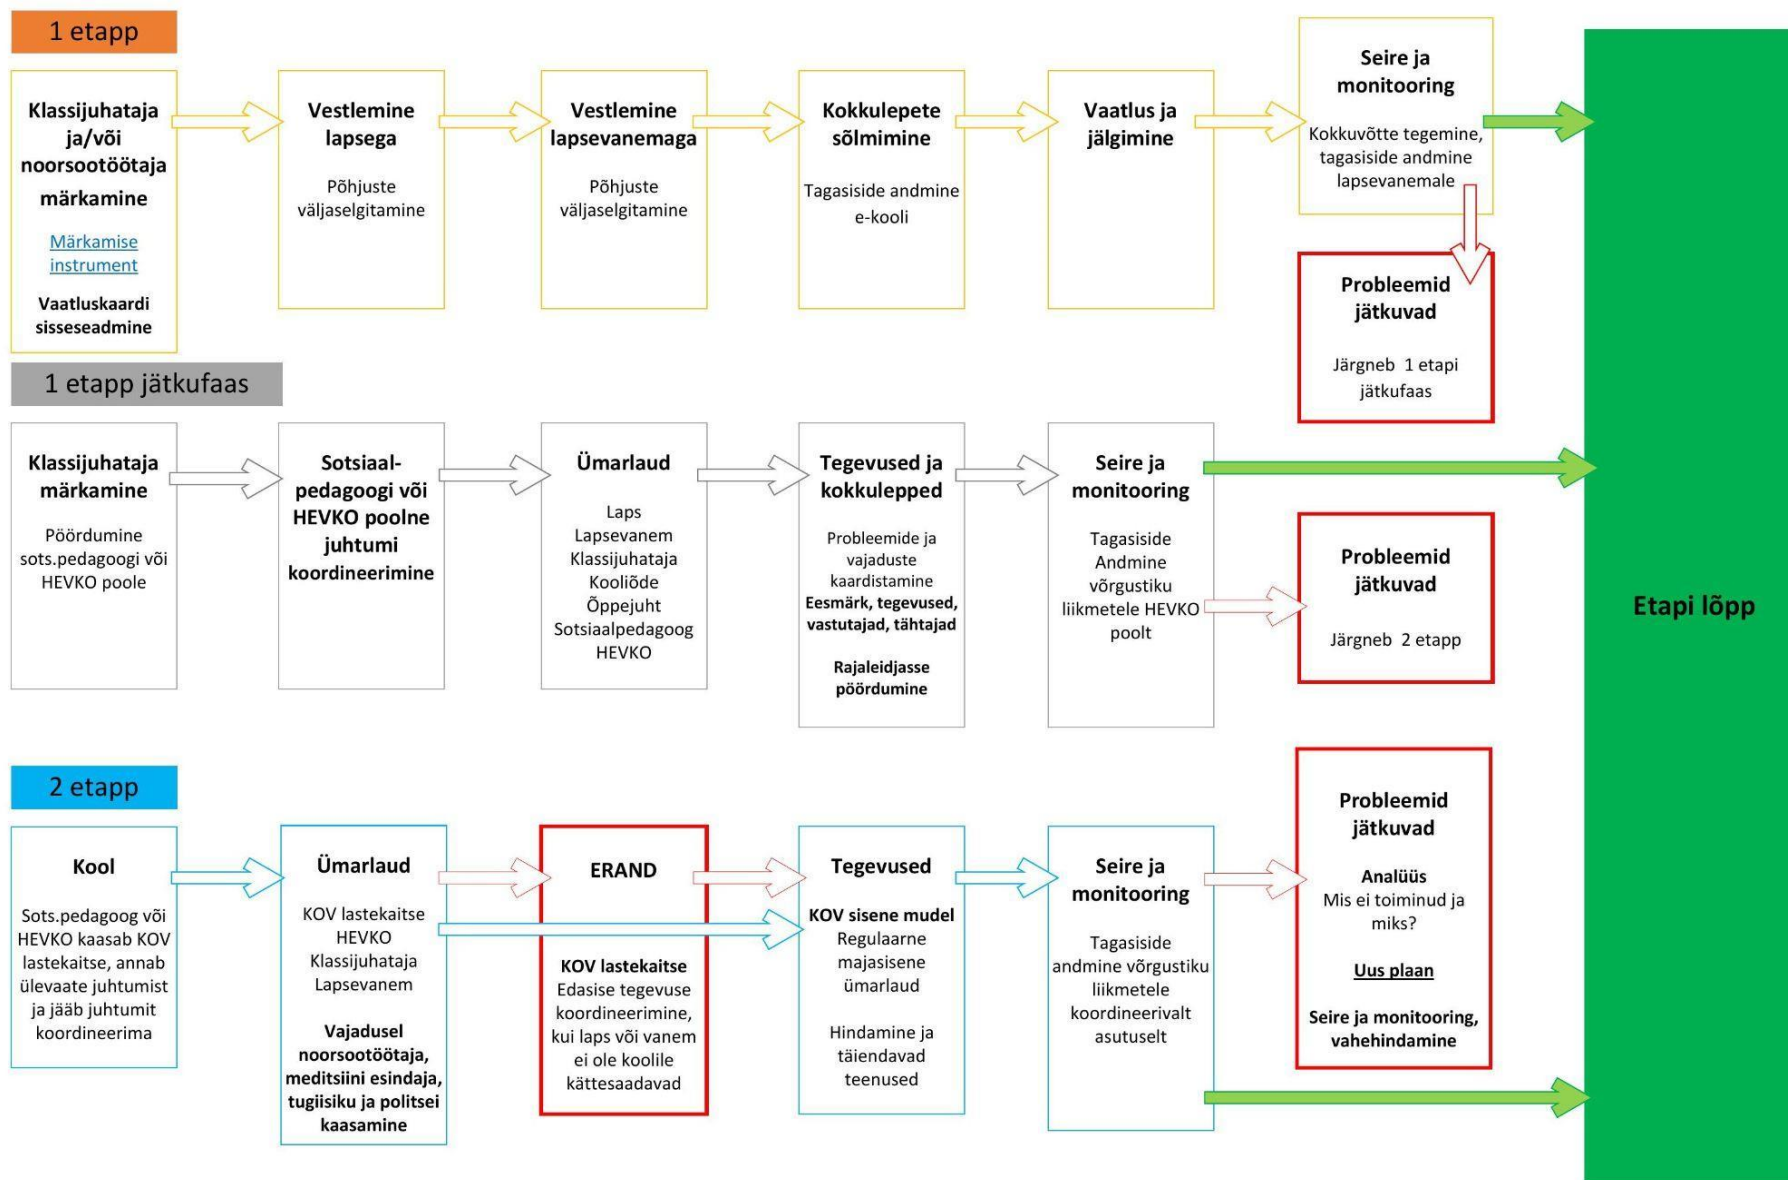 1 etapp
Klassijuhataja
ja/või
noorsootöötaja
märkamine
Märkamise
instrument
Vaatluskaardi
sisseseadmine
Vestlemine
lapsega
Põhjuste
väljaselgitamine
Vestlemine
lapsevanemaga
Põhjuste
väljaselgitamine
Kokkulepete
sõlmimine
Tagasiside andmine
e-kooli
Vaatlus ja
jälgimine
Seire ja
monitooring
Kokkuvõtte tegemine,
tagasiside andmine
lapsevanemale
Probleemid
jätkuvad
Järgneb 1 etapi
jätkufaas
1 etapp jätkufaas
Klassijuhataja
märkamine
Pöördumine
sots.pedagoogi või
HEVKO poole
Sotsiaal-
pedagoogi või
HEVKO poolne
juhtumi
koordineerimine
Ümarlaud
Laps
Lapsevanem
Klassijuhataja
Kooliõde
Õppejuht
Sotsiaalpedagoog
HEVKO
Tegevused ja
kokkulepped
Probleemide ja
vajaduste
kaardistamine
Eesmärk, tegevused,
vastutajad, tähtajad
Rajaleidjasse
pöördumine
Seire ja
monitooring
Tagasiside
Andmine
võrgustiku
liikmetele HEVKO
poolt
Probleemid
jätkuvad
Järgneb 2 etapp
Etapi lõpp
2 etapp
Kool
Sots.pedagoog või
HEVKO kaasab KOV
lastekaitse, annab
ülevaate juhtumist
ja jääb juhtumit
koordineerima
Ümarlaud
KOV lastekaitse
HEVKO
Klassijuhataja
Lapsevanem
Vajadusel
noorsootöötaja,
meditsiini esindaja,
tugiisiku ja politsei
kaasamine
ERAND
KOV lastekaitse
Edasise tegevuse
koordineerimine,
kui laps või vanem
ei ole koolile
kättesaadavad
Tegevused
KOV sisene mudel
Regulaarne
majasisene
ümarlaud
Hindamine ja
täiendavad
teenused
Seire ja
monitooring
Tagasiside
andmine võrgustiku
liikmetele
koordineerivalt
asutuselt
Probleemid
jätkuvad
Analüüs
Mis ei toiminud ja
miks?
Uus plaan
Seire ja monitooring,
vahehindamine